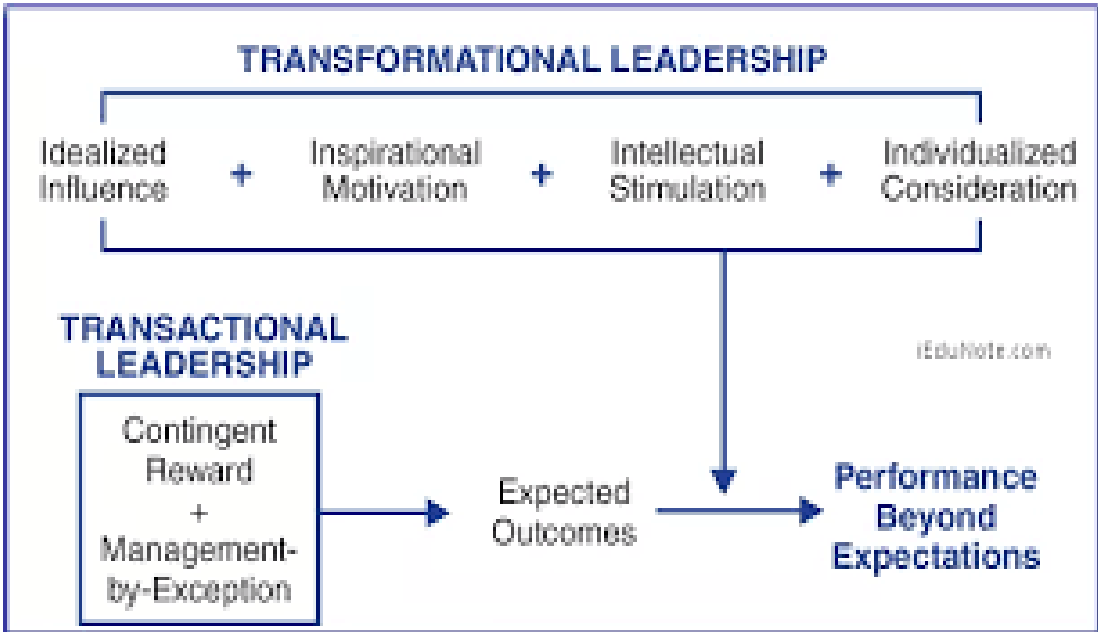 TRANSFORMATIONAL LEADERSHIP
Idealized
Influence
+
Inspirational
Motivation
+
Intellectual
Stimulation
+
Individualized
Consideration
TRANSACTIONAL
LEADERSHIP
iEduNote.com
Contingent
Reward
+
Management-
by-Exception
Expected
Outcomes
Performance
Beyond
Expectations